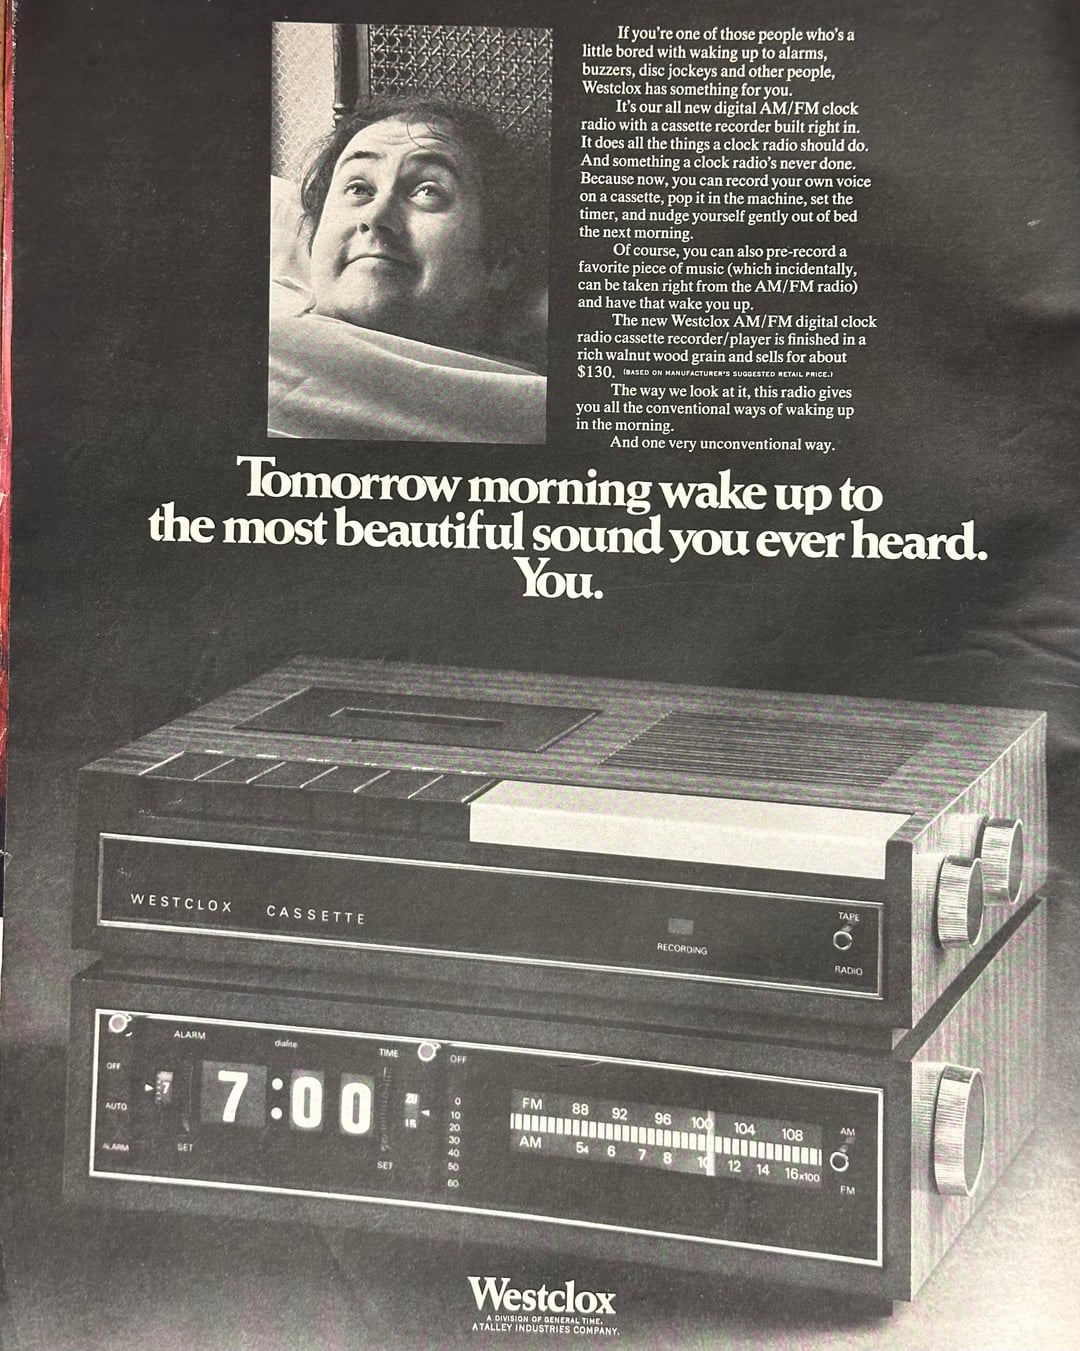 If you're one of those people who's a
little bored with waking up to alarms,
buzzers, disc jockeys and other people,
Westclox has something for you.
It's our all new digital AM/FM clock
radio with a cassette recorder built right in.
It does all the things a clock radio should do.
And something a clock radio's never done.
Because now, you can record your own voice
on a cassette, pop it in the machine, set the
timer, and nudge yourself gently out of bed
the next morning.
Of course, you can also pre-record a
favorite piece of music (which incidentally,
can be taken right from the AM/FM radio)
and have that wake you up.
The new Westclox AM/FM digital clock
radio cassette recorder/player is finished in a
rich walnut wood grain and sells for about
$130. (BASED ON MANUFACTURER'S SUGGESTED RETAIL PRICE.)
The way we look at it, this radio gives
you all the conventional ways of waking up
in the morning.
And one very unconventional way.
Tomorrow morning wake up to
the most beautiful sound you ever heard.
You.
WESTCLOX CASSETTE
RECORDING
TAPE
RADIO
ALARM
dialite
TIME
OFF
OFF
AUTO
ALARM
7
SET
7:00
SET
0
10
20
30
40
50
60
FM 88 92 96 100 104 108
AM 54 6 7 8 10 12 14 16x100
AM
FM
Westclox
A DIVISION OF GENERAL TIME.
A TALLEY INDUSTRIES COMPANY.